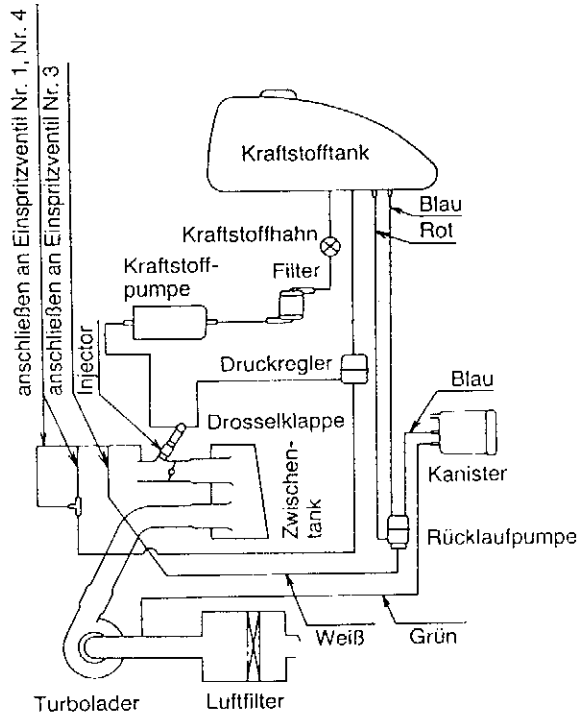 anschließen an Einspritzventil Nr. 1, Nr. 4
anschließen an Einspritzventil Nr. 3
Injector
Kraftstofftank
Blau
Rot
Kraftstoffhahn
Filter
Kraftstoff-
pumpe
Druckregler
Drosselklappe
Blau
Kanister
Zwischen-
tank
Rücklaufpumpe
Weiß
Grün
Turbolader
Luftfilter